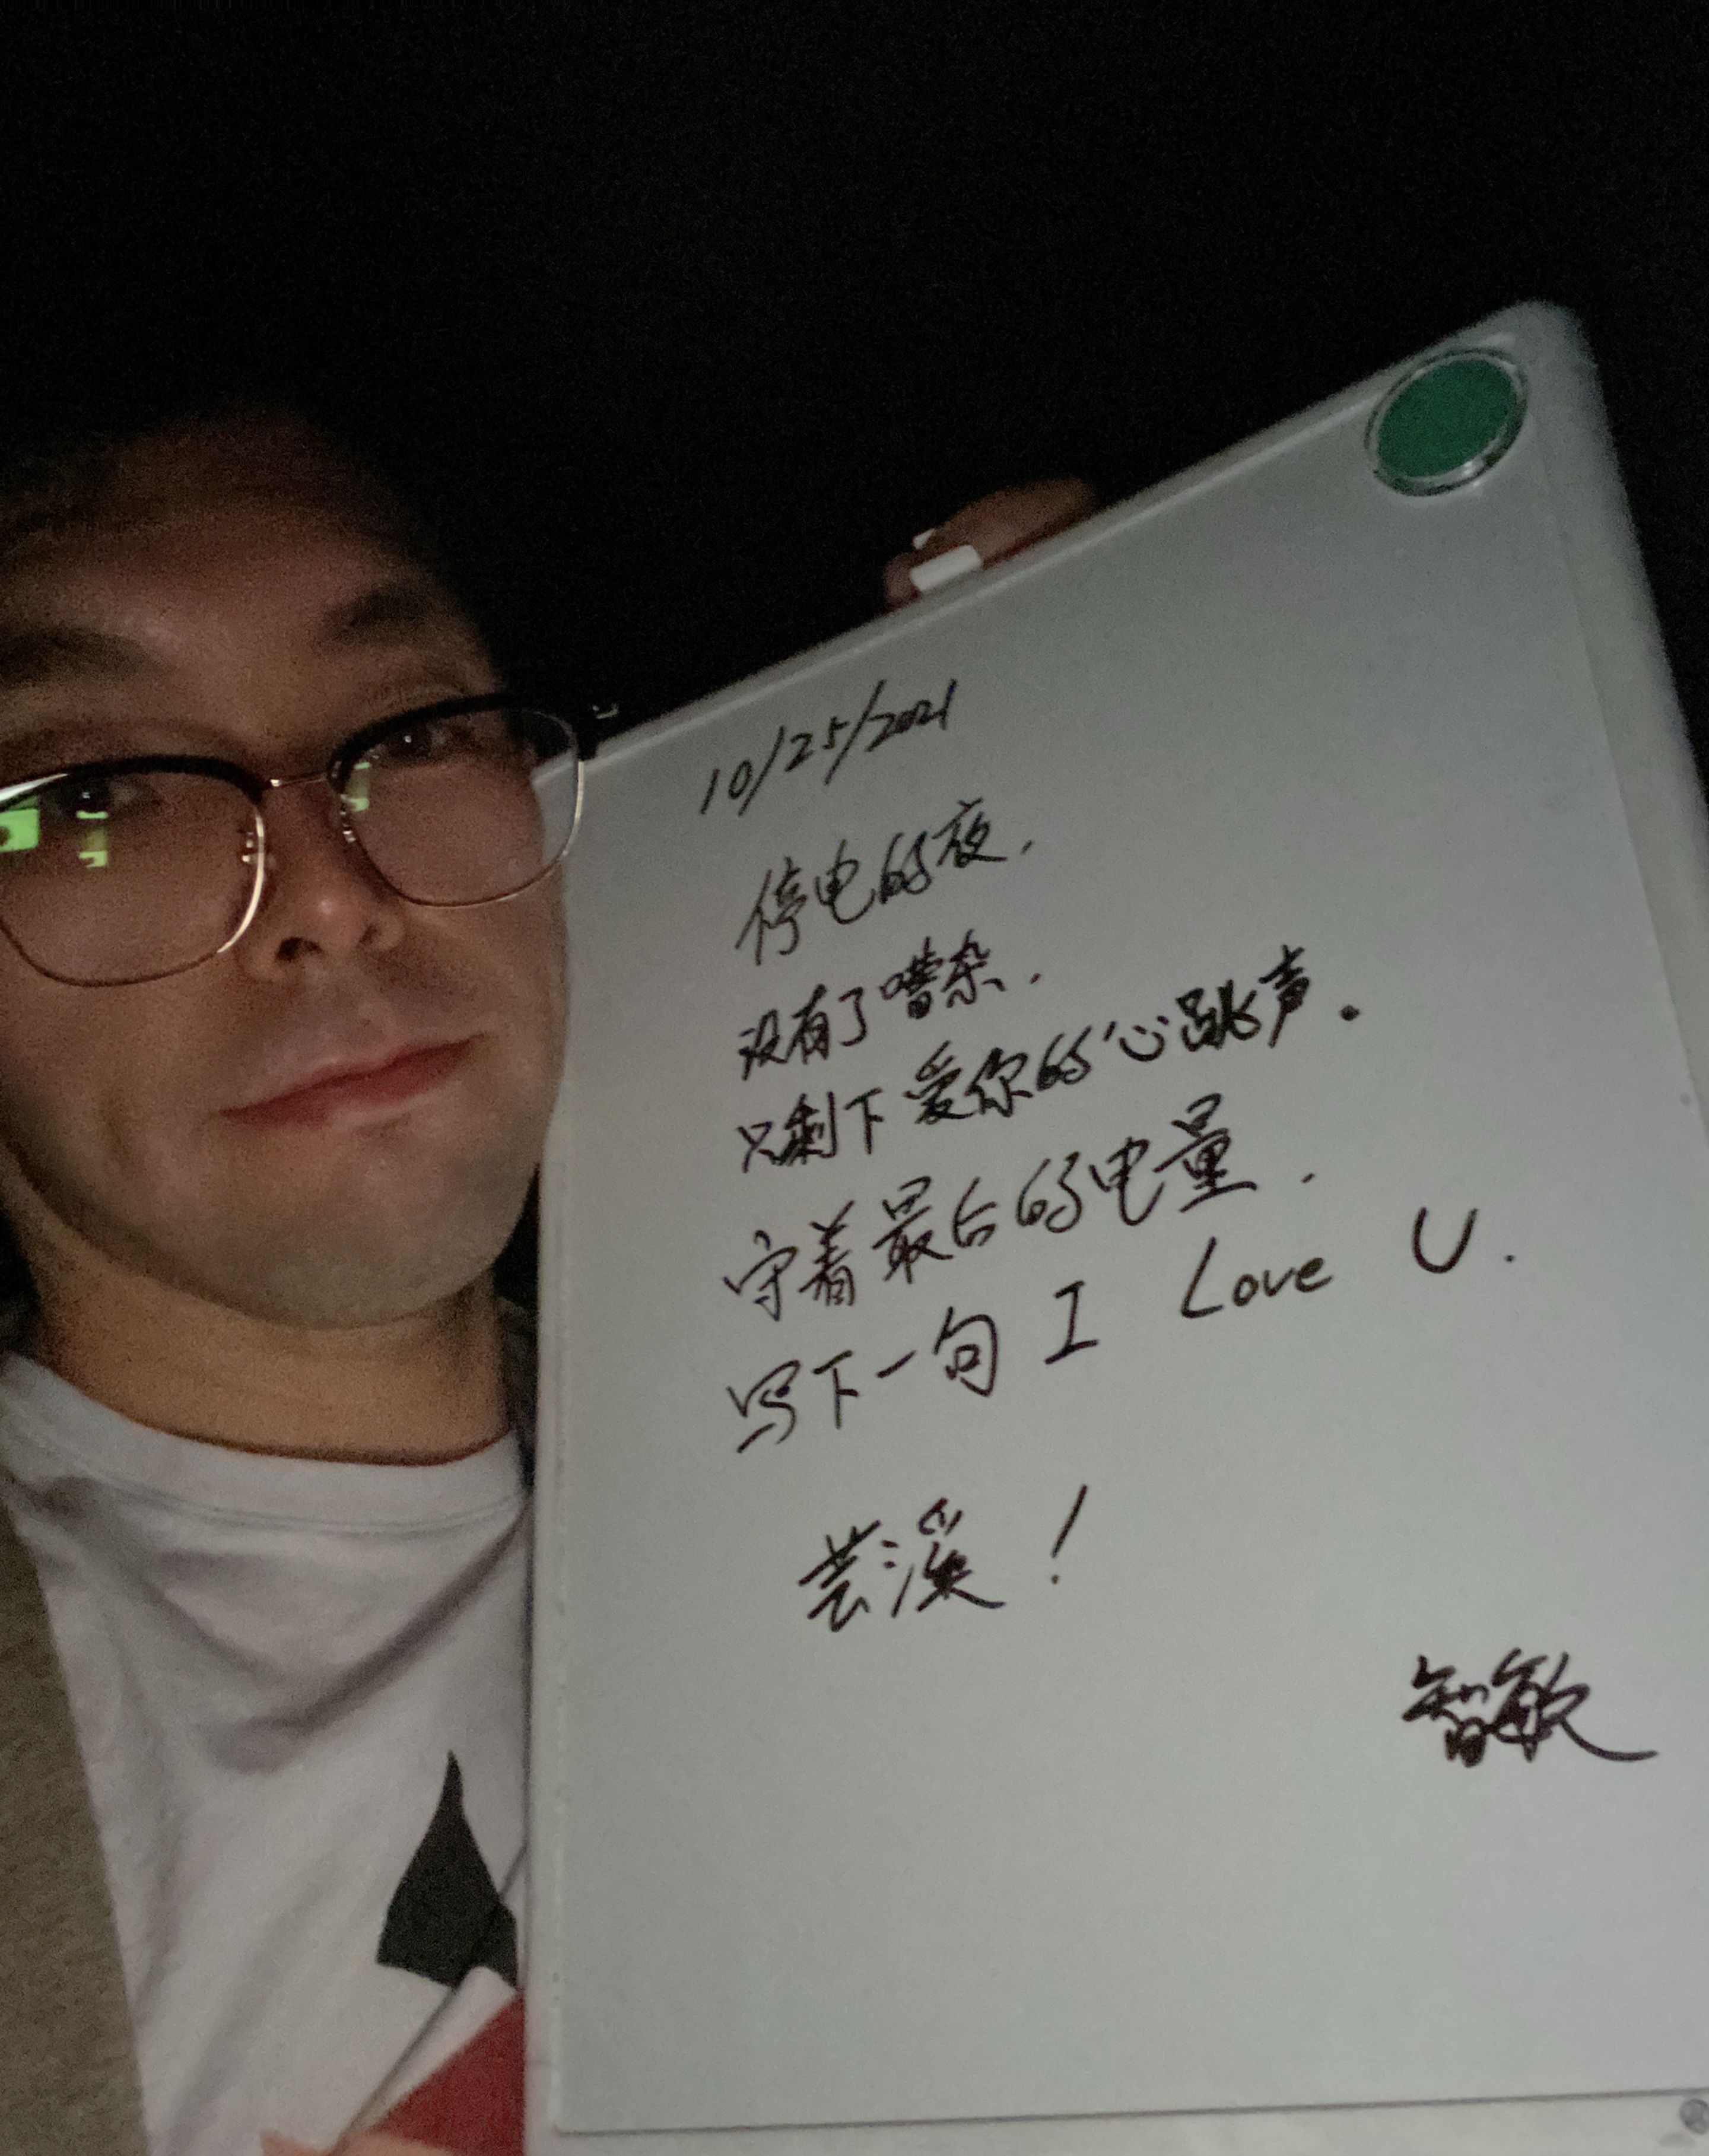 10/25/2021
停电的夜.
没有了嘈杂.
只剩下爱你的心跳声.
守着最后的电量.
写下一句 I Love U.
芸溪!
智敏